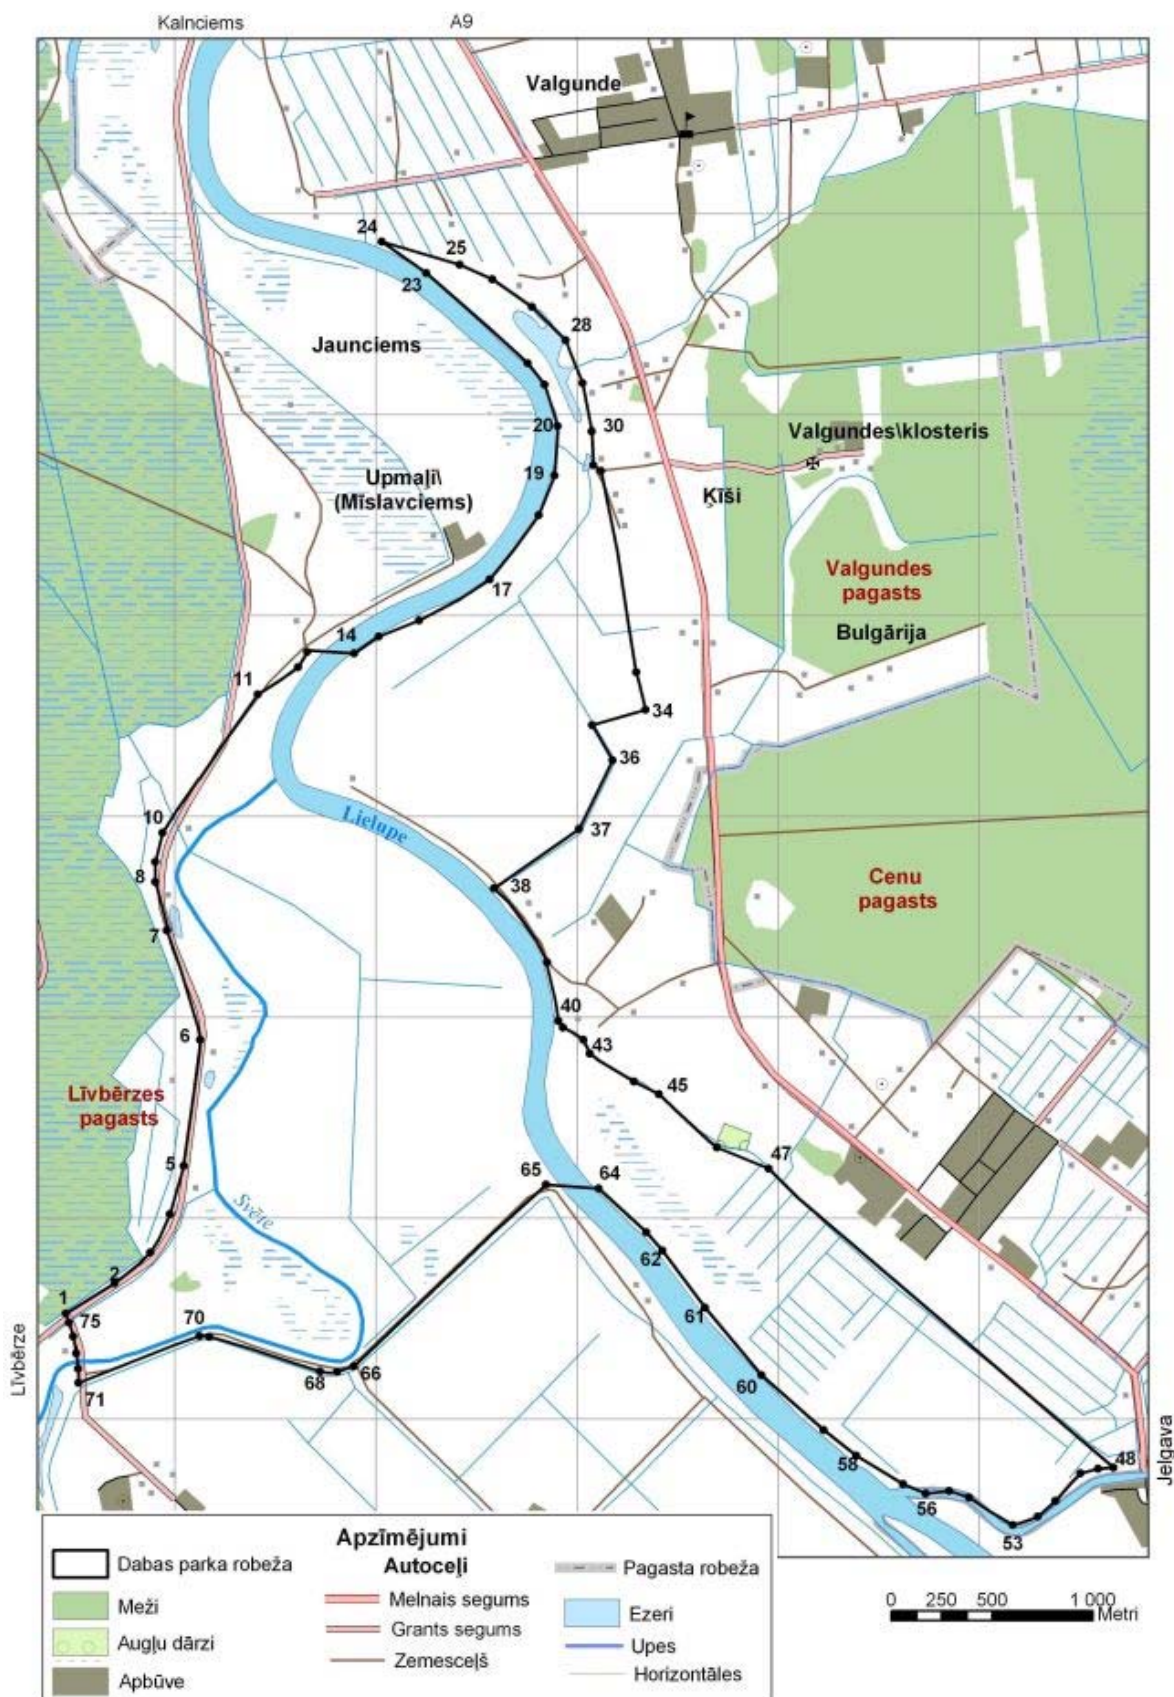 Kalnciems
A9
Valgunde
24
25
23
28
Jaunciems
20
30
Valgundes\klosteris
19
Upmaļi\
(Mīslavciems)
Ķīši
17
Valgundes
pagasts
14
Bulgārija
11
34
36
10
Lielupe
37
8
38
Cenu
pagasts
7
40
6
43
Līvbērzes
pagasts
45
47
5
65
64
Svēte
62
2
1
61
75
70
Līvbērze
66
68
60
71
58
48
Jelgava
56
53
Apzīmējumi
Dabas parka robeža
Autoceļi
Pagasta robeža
Meži
Melnais segums
Ezeri
Augļu dārzi
Grants segums
Upes
Apbūve
Zemesceļš
Horizontāles
0 250 500 1 000
Metri